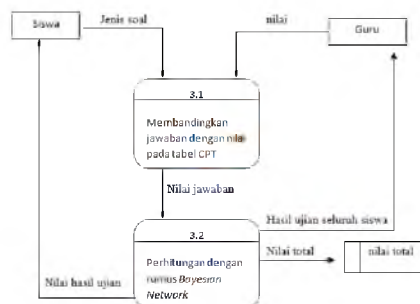 Siswa
Jenis soal
nilai
Guru
3.1
Membandingkan
jawaban dengan nilai
pada tabel CPT
Nilai jawaban
Hasil ujian seluruh siswa
3.2
Perhitungan dengan
rumus Bayesian
Network
Nilai total
nilai total
Nilai hasil ujian